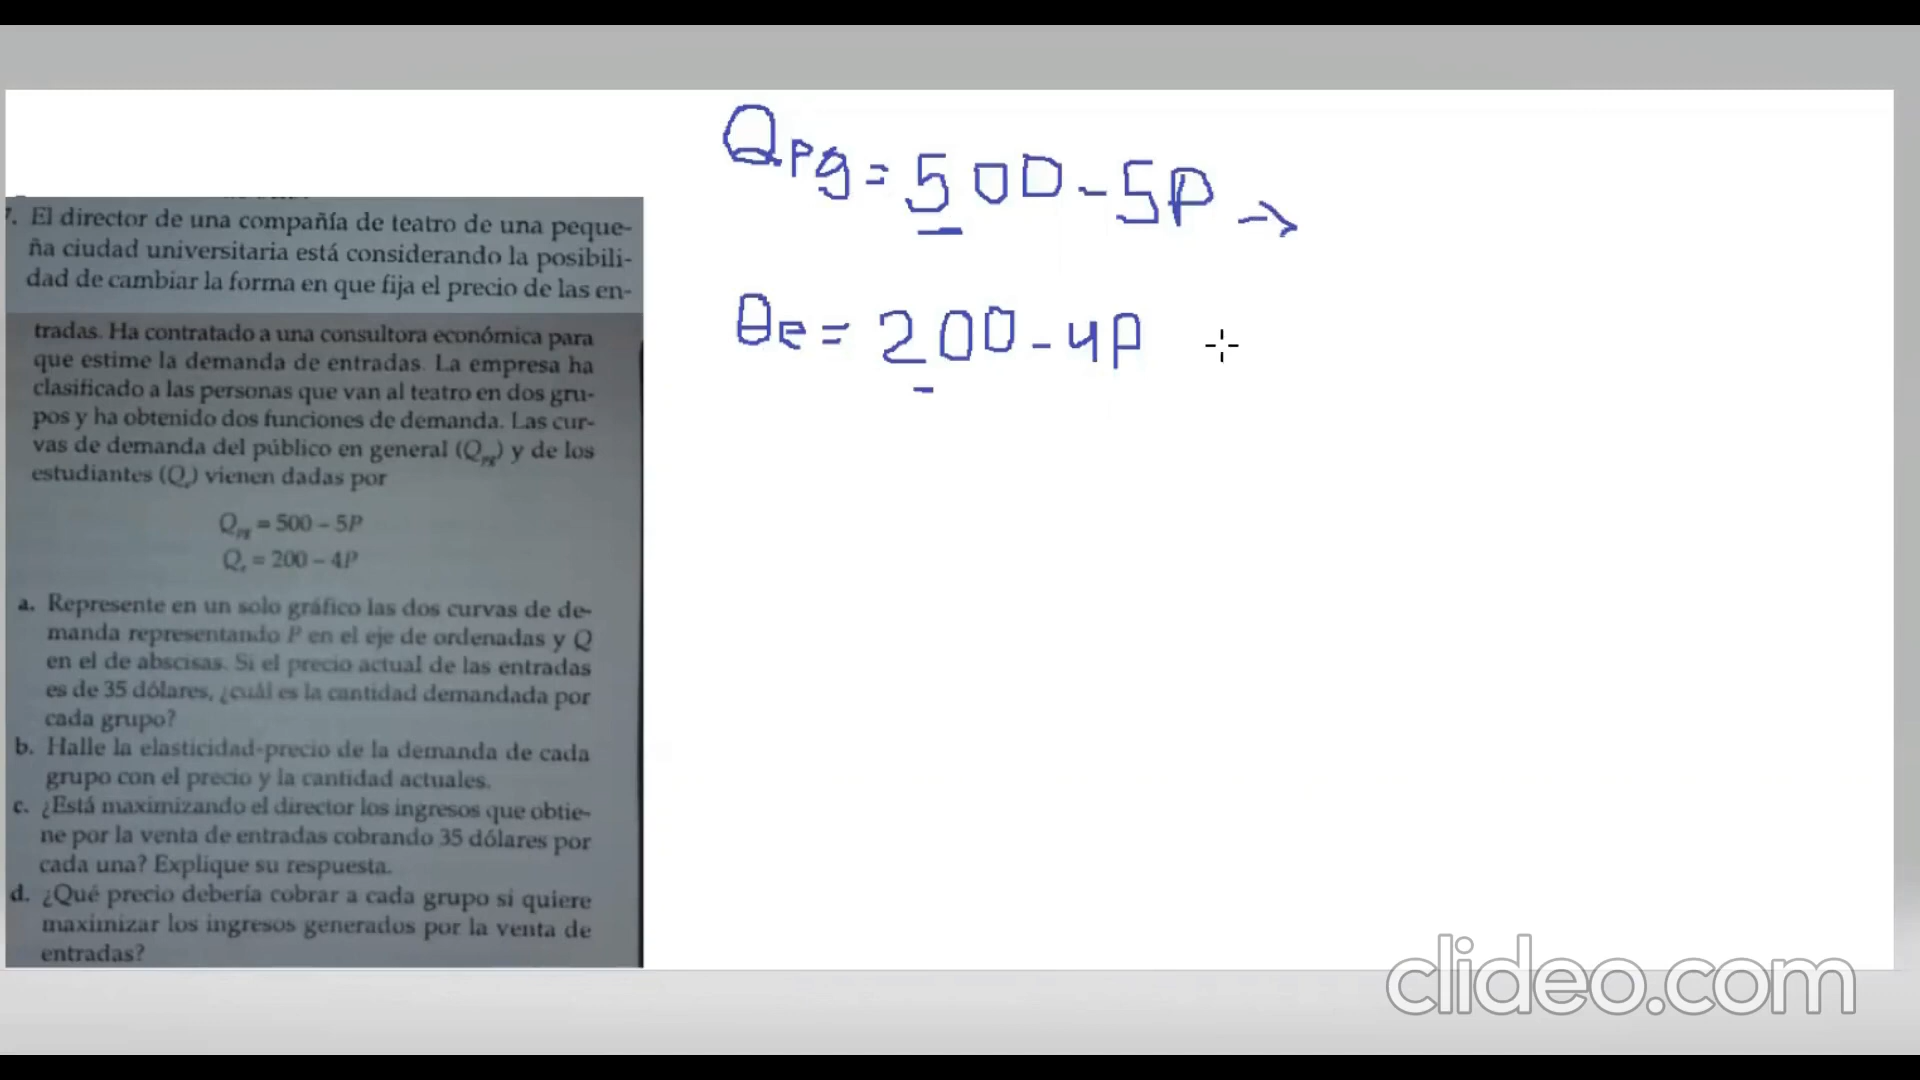 7. El director de una compañía de teatro de una peque-
ña ciudad universitaria está considerando la posibili-
dad de cambiar la forma en que fija el precio de las en-
tradas. Ha contratado a una consultora económica para
que estime la demanda de entradas. La empresa ha
clasificado a las personas que van al teatro en dos gru-
pos y ha obtenido dos funciones de demanda. Las cur-
vas de demanda del público en general (Qpg) y de los
estudiantes (Qe) vienen dadas por
Qpg = 500 – 5P
Qe = 200 – 4P
a. Represente en un solo gráfico las dos curvas de de-
manda representando P en el eje de ordenadas y Q
en el de abscisas. Si el precio actual de las entradas
es de 35 dólares, ¿cuál es la cantidad demandada por
cada grupo?
b. Halle la elasticidad-precio de la demanda de cada
grupo con el precio y la cantidad actuales.
c. ¿Está maximizando el director los ingresos que obtie-
ne por la venta de entradas cobrando 35 dólares por
cada una? Explique su respuesta.
d. ¿Qué precio debería cobrar a cada grupo si quiere
maximizar los ingresos generados por la venta de
entradas?
Qpg = 500 - 5P →
Qe = 200 - 4P
clideo.com